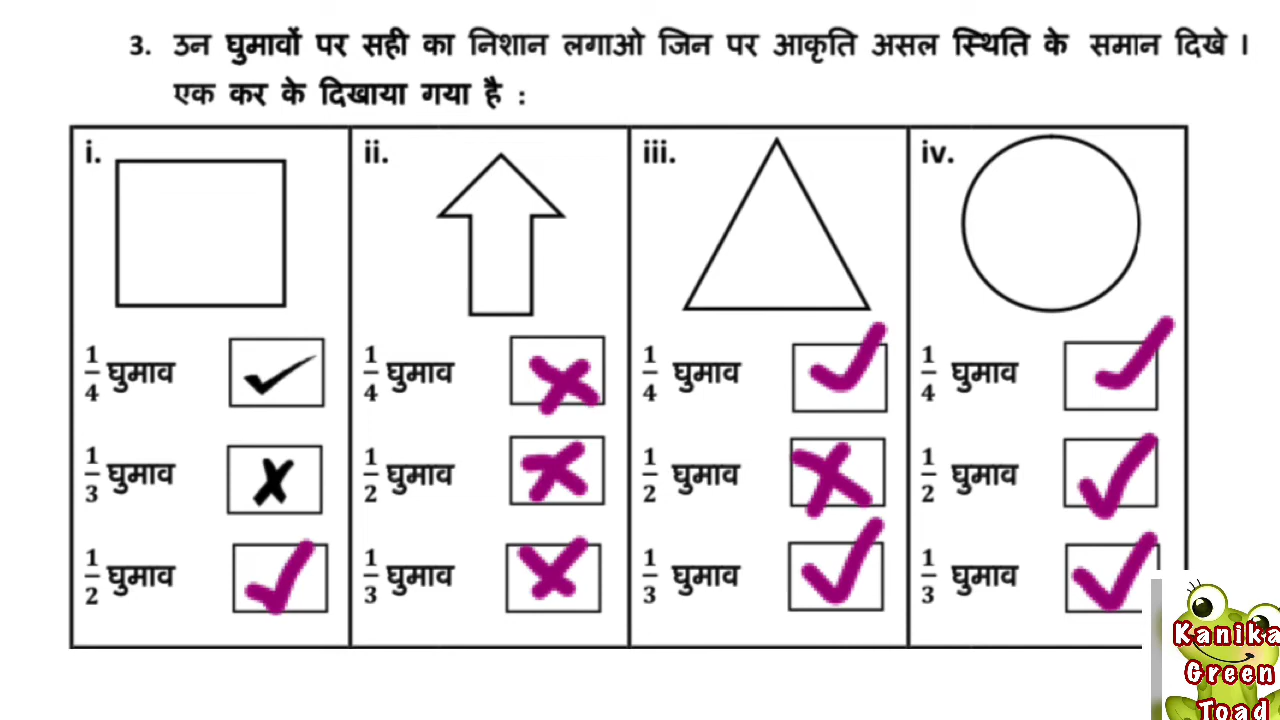 3. उन घुमावों पर सही का निशान लगाओ जिन पर आकृति असल स्थिति के समान दिखे ।
एक कर के दिखाया गया है :
i. ii. iii. iv.
1/4 घुमाव ✓ 1/4 घुमाव ✗ 1/4 घुमाव ✓ 1/4 घुमाव ✓
1/3 घुमाव ✗ 1/2 घुमाव ✗ 1/2 घुमाव ✗ 1/2 घुमाव ✓
1/2 घुमाव ✓ 1/3 घुमाव ✗ 1/3 घुमाव ✓ 1/3 घुमाव ✓
Kanika
Green
Toad